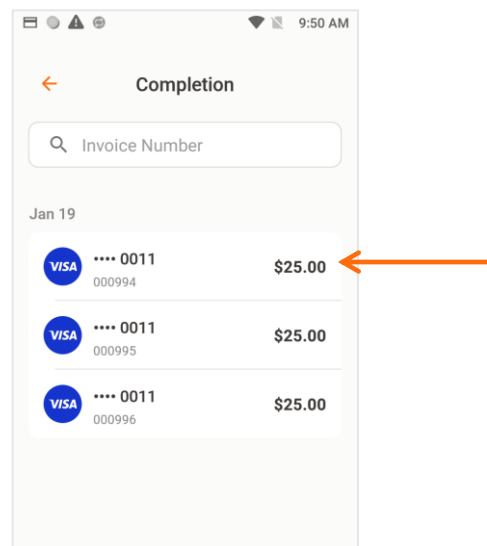 9:50 AM
Completion
Invoice Number
Jan 19
VISA •••• 0011 $25.00
000994
VISA •••• 0011 $25.00
000995
VISA •••• 0011 $25.00
000996